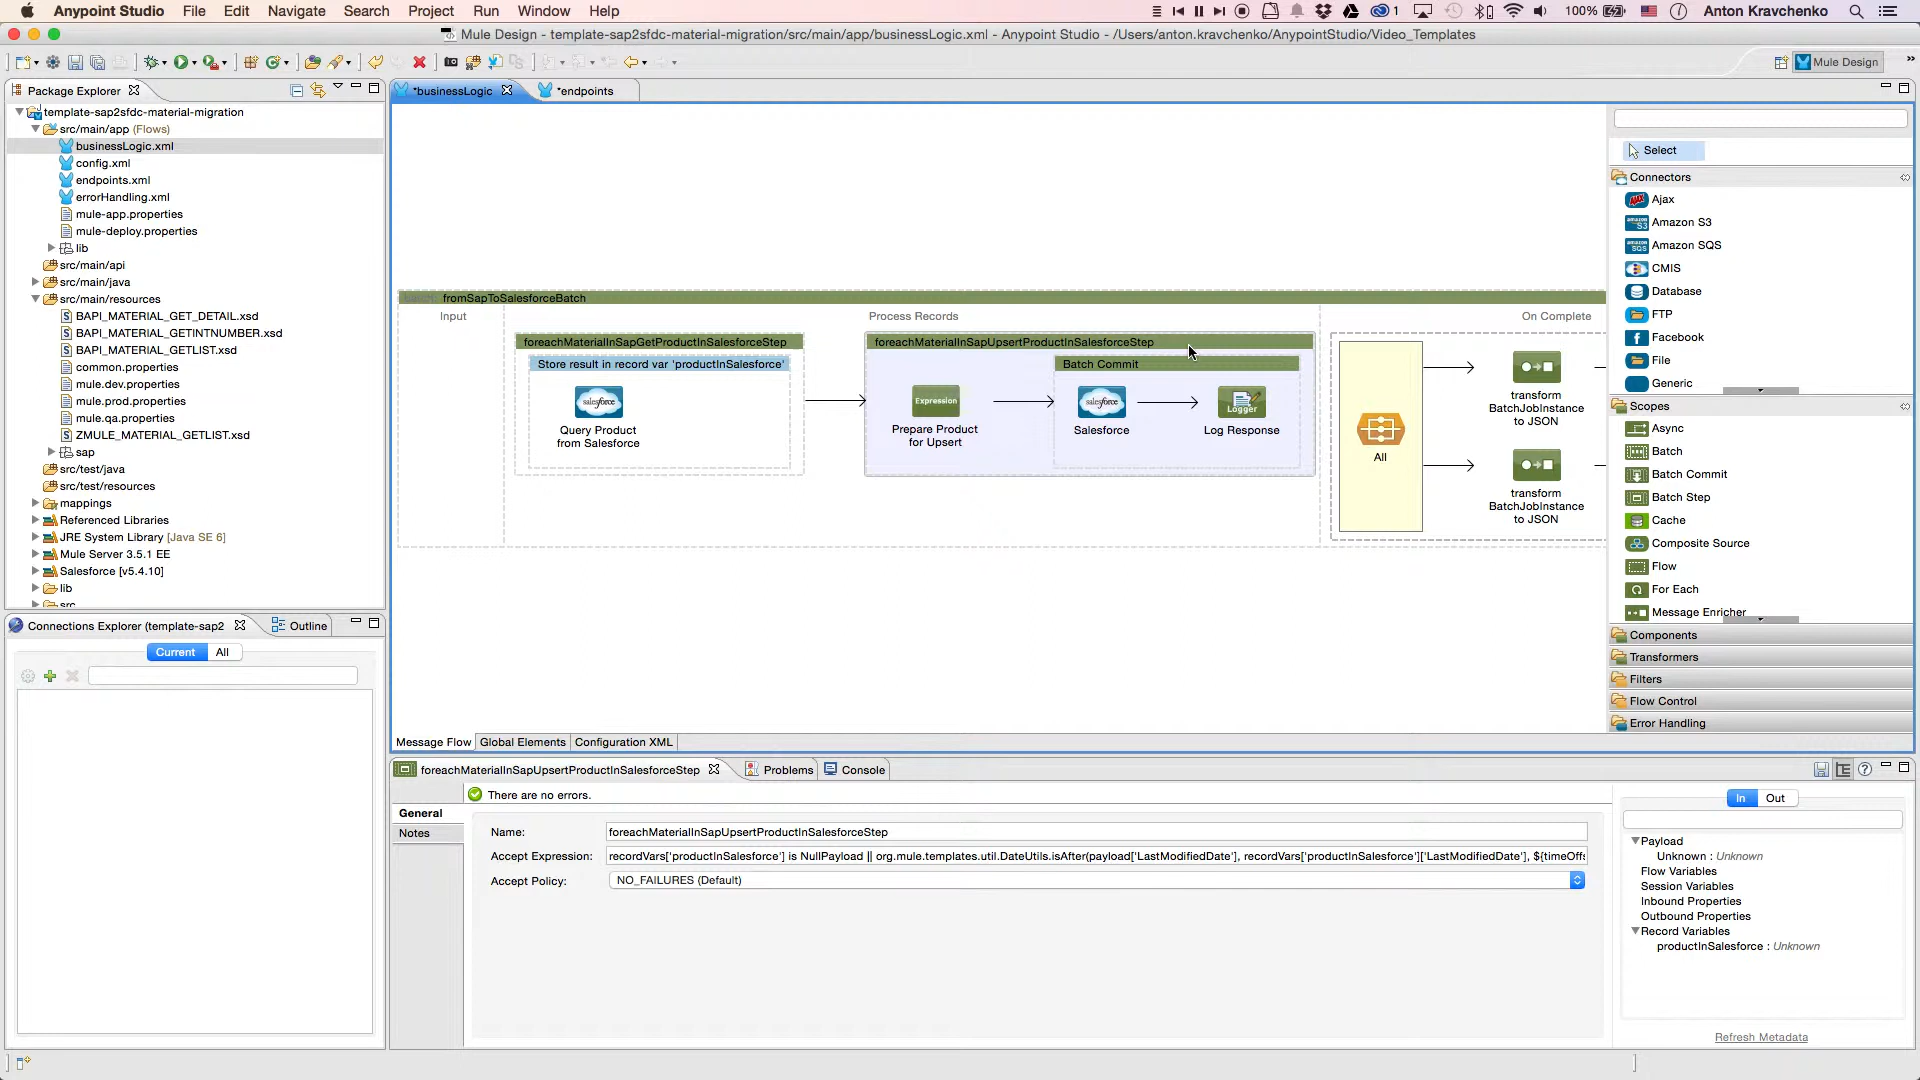 Anypoint Studio File Edit Navigate Search Project Run Window Help
1 100% Anton Kravchenko
Mule Design - template-sap2sfdc-material-migration/src/main/app/businessLogic.xml - Anypoint Studio - /Users/anton.kravchenko/AnypointStudio/Video_Templates
Mule Design
Package Explorer
template-sap2sfdc-material-migration
src/main/app (Flows)
businessLogic.xml
config.xml
endpoints.xml
errorHandling.xml
mule-app.properties
mule-deploy.properties
lib
src/main/api
src/main/java
src/main/resources
BAPI_MATERIAL_GET_DETAIL.xsd
BAPI_MATERIAL_GETINTNUMBER.xsd
BAPI_MATERIAL_GETLIST.xsd
common.properties
mule.dev.properties
mule.prod.properties
mule.qa.properties
ZMULE_MATERIAL_GETLIST.xsd
sap
src/test/java
src/test/resources
mappings
Referenced Libraries
JRE System Library [Java SE 6]
Mule Server 3.5.1 EE
Salesforce [v5.4.10]
lib
src
Connections Explorer (template-sap2
Outline
Current All
*businessLogic
*endpoints
fromSapToSalesforceBatch
Input
Process Records
On Complete
foreachMaterialInSapGetProductInSalesforceStep
Store result in record var 'productInSalesforce'
salesforce
Query Product
from Salesforce
foreachMaterialInSapUpsertProductInSalesforceStep
Batch Commit
Expression
Prepare Product
for Upsert
salesforce
Salesforce
Logger
Log Response
All
transform
BatchJobInstance
to JSON
transform
BatchJobInstance
to JSON
Message Flow Global Elements Configuration XML
Select
Connectors
Ajax
Amazon S3
Amazon SQS
CMIS
Database
FTP
Facebook
File
Generic
Scopes
Async
Batch
Batch Commit
Batch Step
Cache
Composite Source
Flow
For Each
Message Enricher
Components
Transformers
Filters
Flow Control
Error Handling
foreachMaterialInSapUpsertProductInSalesforceStep
Problems
Console
There are no errors.
General
Notes
Name: foreachMaterialInSapUpsertProductInSalesforceStep
Accept Expression: recordVars['productInSalesforce'] is NullPayload || org.mule.templates.util.DateUtils.isAfter(payload['LastModifiedDate'], recordVars['productInSalesforce']['LastModifiedDate'], ${timeOffs
Accept Policy: NO_FAILURES (Default)
In Out
Payload
Unknown : Unknown
Flow Variables
Session Variables
Inbound Properties
Outbound Properties
Record Variables
productInSalesforce : Unknown
Refresh Metadata